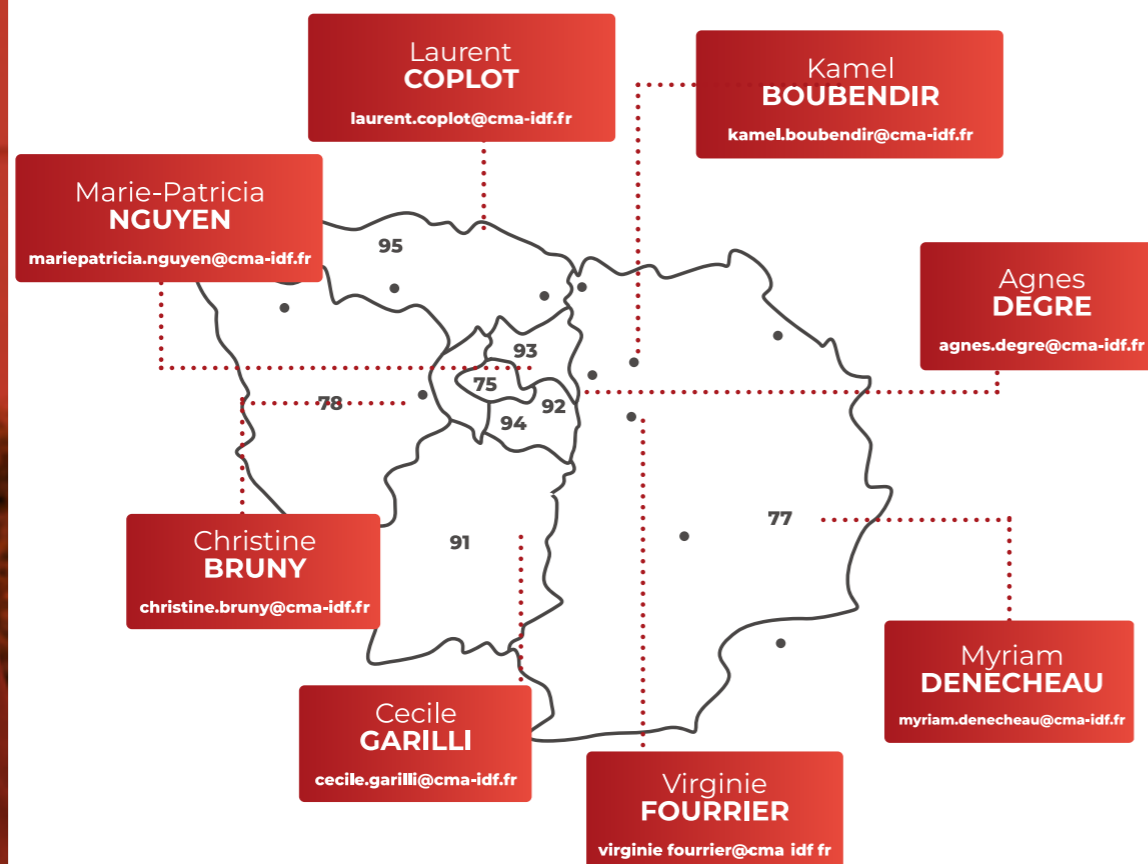 Laurent
COPLOT
laurent.coplot@cma-idf.fr
Kamel
BOUBENDIR
kamel.boubendir@cma-idf.fr
Marie-Patricia
NGUYEN
mariepatricia.nguyen@cma-idf.fr
Agnes
DEGRE
agnes.degre@cma-idf.fr
95
93
75
92
78
94
77
91
Christine
BRUNY
christine.bruny@cma-idf.fr
Myriam
DENECHEAU
myriam.denecheau@cma-idf.fr
Cecile
GARILLI
cecile.garilli@cma-idf.fr
Virginie
FOURRIER
virginie fourrier@cma idf fr